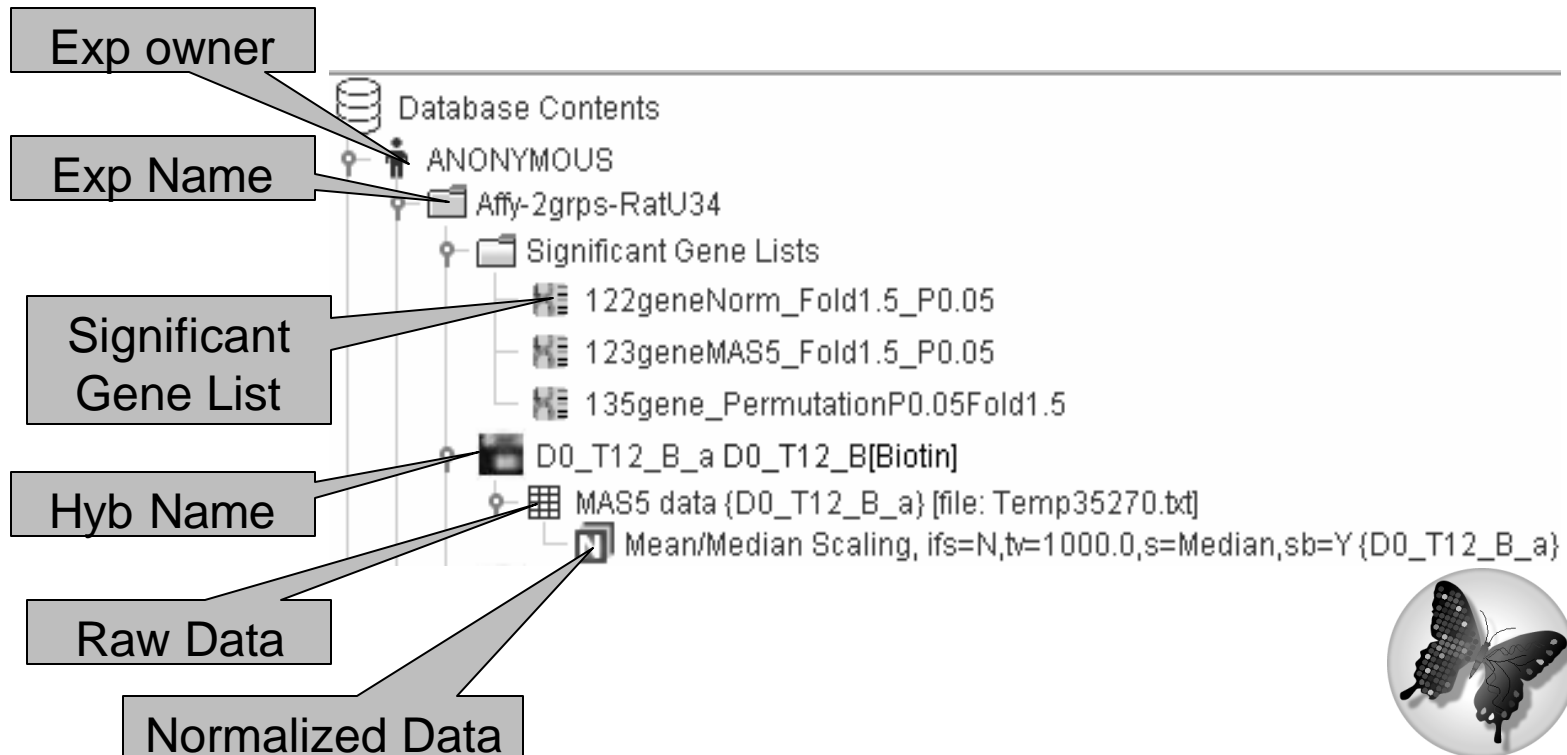 Exp owner
Database Contents
ANONYMOUS
Exp Name
Affy-2grps-RatU34
Significant Gene Lists
122geneNorm_Fold1.5_P0.05
Significant
Gene List
123geneMAS5_Fold1.5_P0.05
135gene_PermutationP0.05Fold1.5
D0_T12_B_a D0_T12_B[Biotin]
Hyb Name
MAS5 data {D0_T12_B_a} [file: Temp35270.txt]
N Mean/Median Scaling, ifs=N,tv=1000.0,s=Median,sb=Y {D0_T12_B_a}
Raw Data
Normalized Data